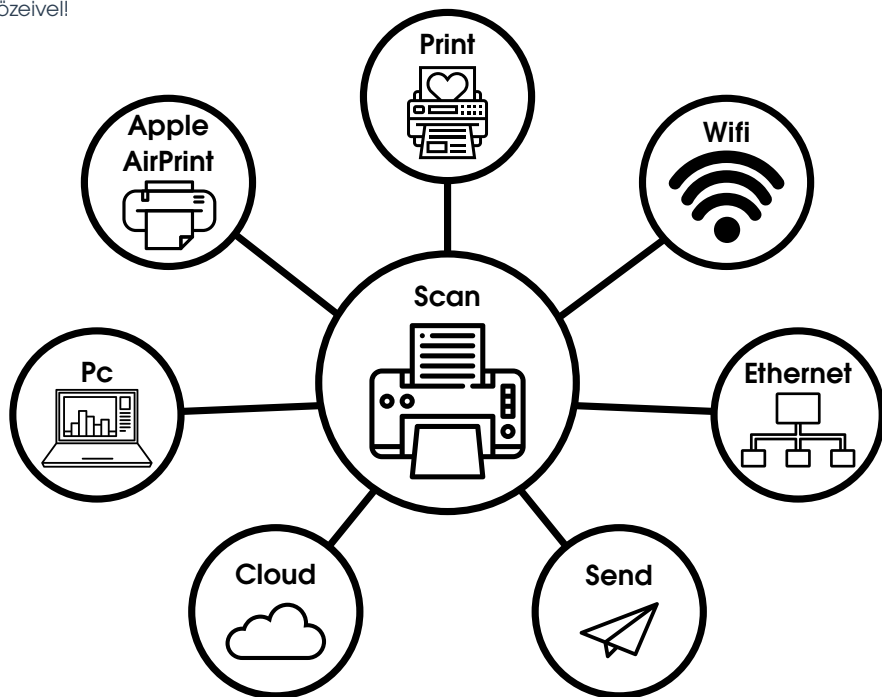 özeivel!
Print
Apple
AirPrint
Wifi
Scan
Pc
Ethernet
Cloud
Send